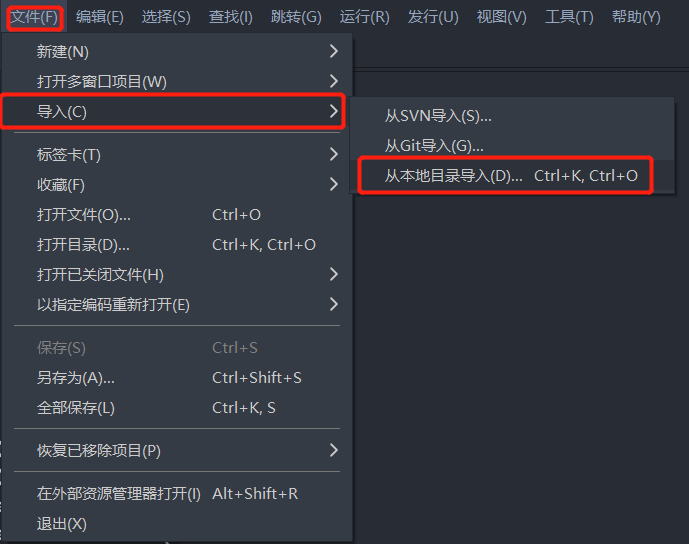 文件(F) 编辑(E) 选择(S) 查找(I) 跳转(G) 运行(R) 发行(U) 视图(V) 工具(T) 帮助(Y)
新建(N)
打开多窗口项目(W)
导入(C)
从SVN导入(S)...
从Git导入(G)...
从本地目录导入(D)... Ctrl+K, Ctrl+O
标签卡(T)
收藏(F)
打开文件(O)... Ctrl+O
打开目录(D)... Ctrl+K, Ctrl+O
打开已关闭文件(H)
以指定编码重新打开(E)
保存(S) Ctrl+S
另存为(A)... Ctrl+Shift+S
全部保存(L) Ctrl+K, S
恢复已移除项目(P)
在外部资源管理器打开(I) Alt+Shift+R
退出(X)